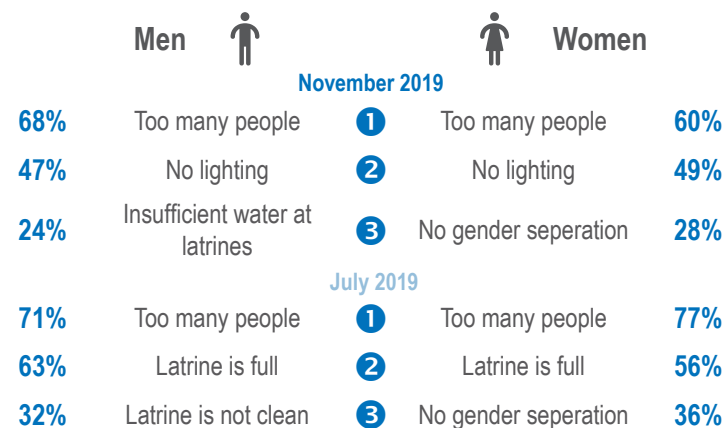 Men Women
November 2019
68% Too many people 1 Too many people 60%
47% No lighting 2 No lighting 49%
24% Insufficient water at
latrines 3 No gender seperation 28%
July 2019
71% Too many people 1 Too many people 77%
63% Latrine is full 2 Latrine is full 56%
32% Latrine is not clean 3 No gender seperation 36%